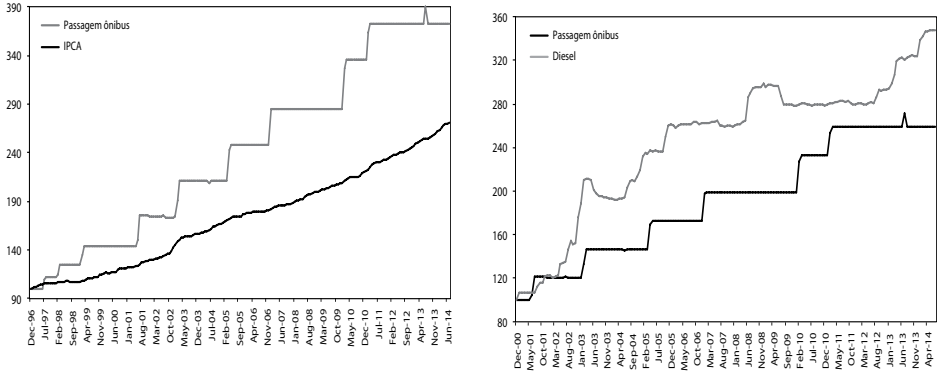 390
340
290
240
190
140
90
Passagem ônibus
IPCA
Dec-96
Jul-97
Feb-98
Sep-98
Apr-99
Nov-99
Jun-00
Jan-01
Aug-01
Mar-02
Oct-02
May-03
Dec-03
Jul-04
Feb-05
Sep-05
Apr-06
Nov-06
Jun-07
Jan-08
Aug-08
Mar-09
Oct-09
May-10
Dec-10
Jul-11
Feb-12
Sep-12
Apr-13
Nov-13
Jun-14
360
320
280
240
200
160
120
80
Passagem ônibus
Diesel
Dec-00
May-01
Oct-01
Mar-02
Aug-02
Jan-03
Jun-03
Nov-03
Apr-04
Sep-04
Feb-05
Jul-05
Dec-05
May-06
Oct-06
Mar-07
Aug-07
Jan-08
Jun-08
Nov-08
Apr-09
Sep-09
Feb-10
Jul-10
Dec-10
May-11
Oct-11
Mar-12
Aug-12
Jan-13
Jun-13
Nov-13
Apr-14